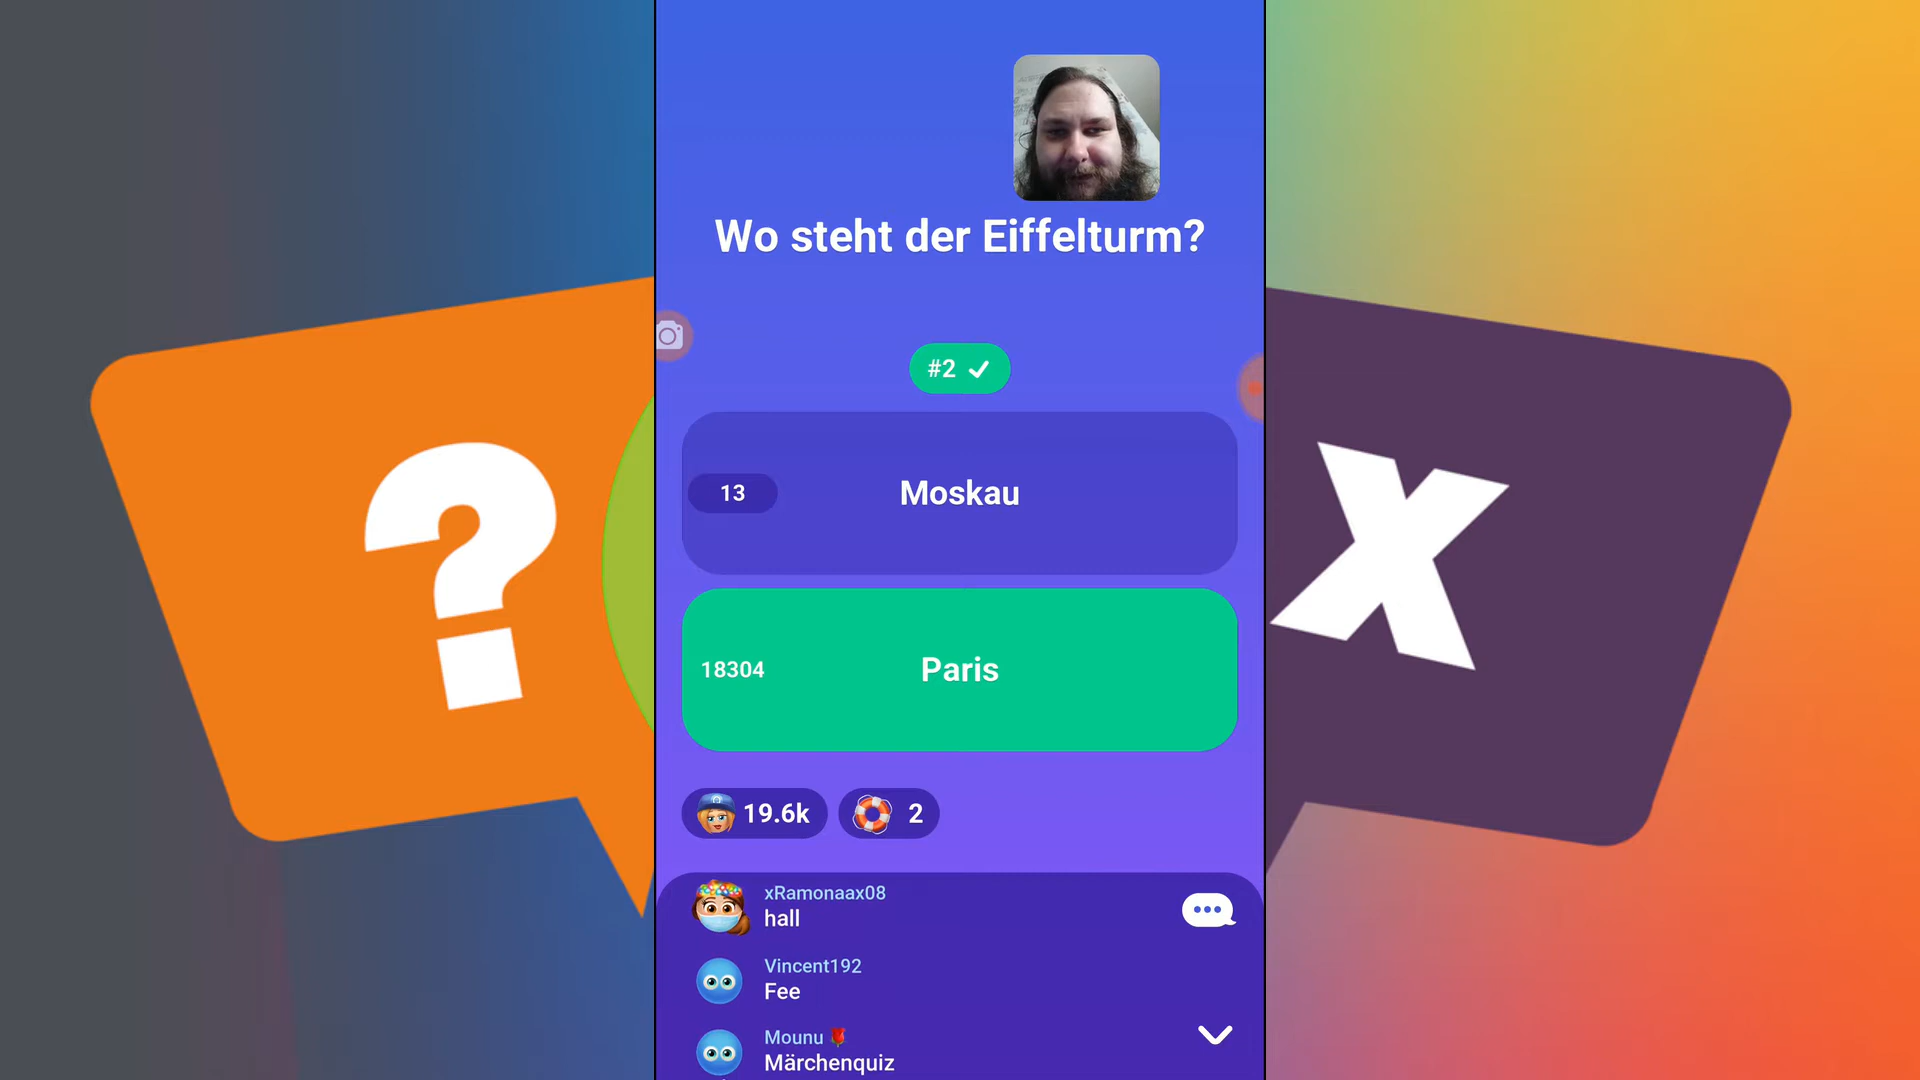 Wo steht der Eiffelturm?
#2
13
Moskau
18304
Paris
19.6k
2
xRamonaax08
hall
Vincent192
Fee
Mounu
Märchenquiz
?
X